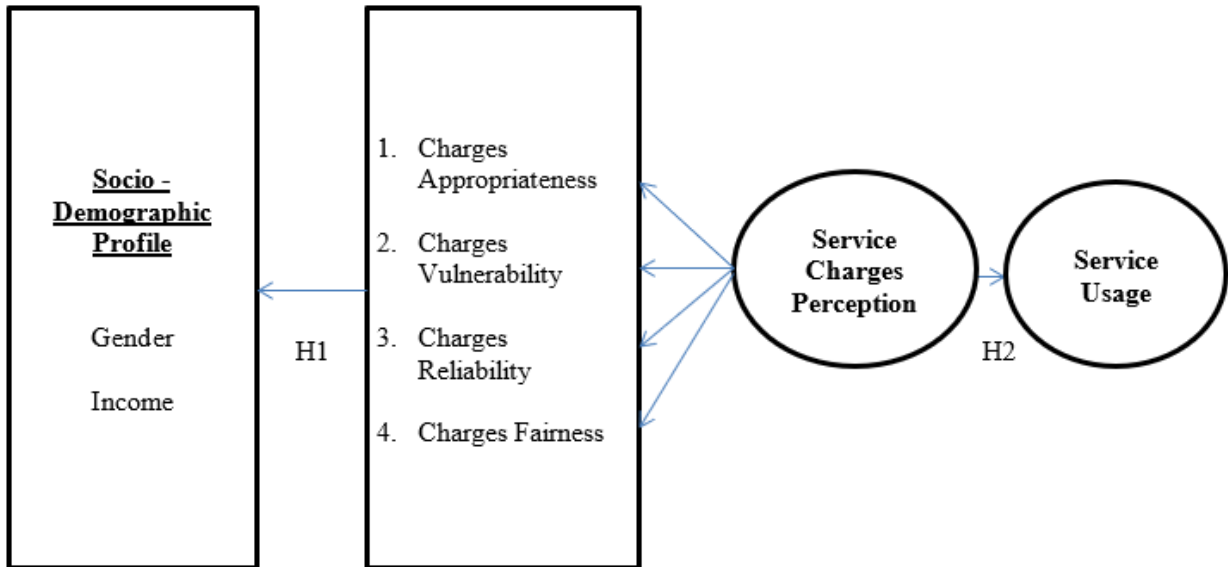 Socio -
Demographic
Profile
Gender
Income
H1
1. Charges
Appropriateness
2. Charges
Vulnerability
3. Charges
Reliability
4. Charges Fairness
Service
Charges
Perception
H2
Service
Usage